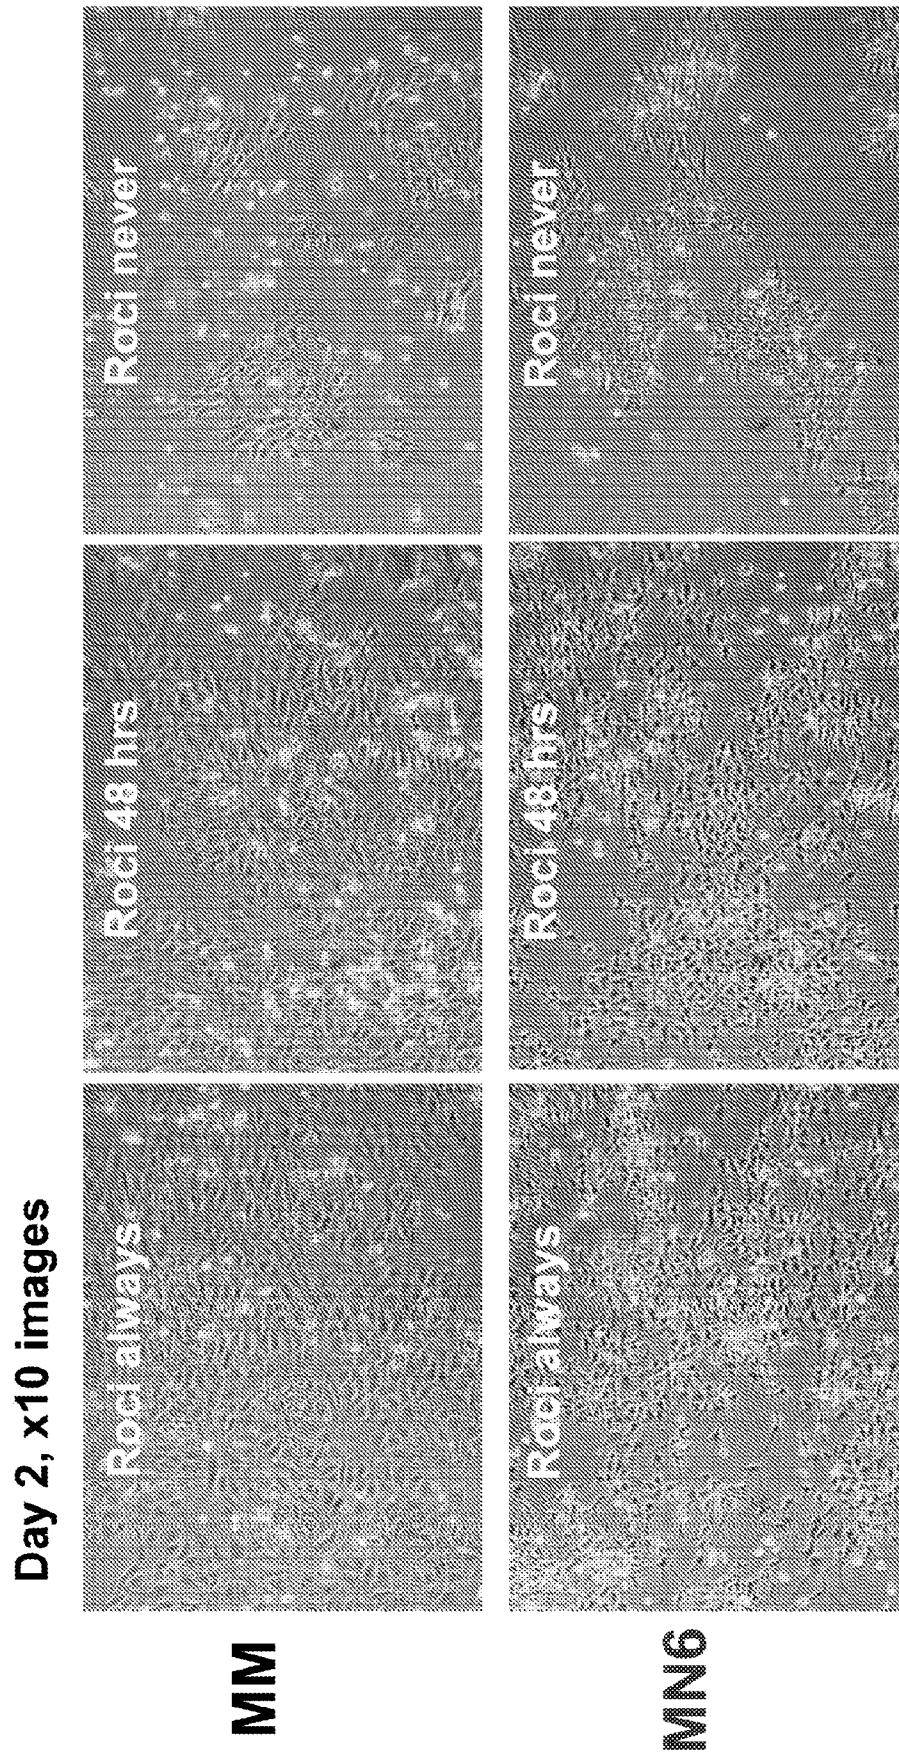 Day 2, x10 images
MM
Roci always
Roci 48 hrs
Roci never
MN6
Roci always
Roci 48 hrs
Roci never